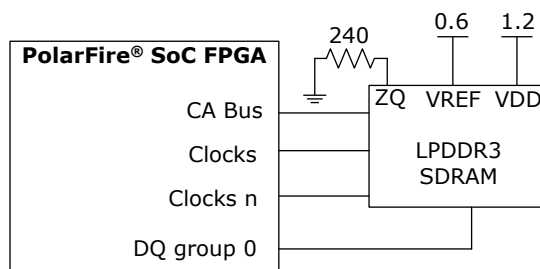 0.6
1.2
240
PolarFire® SoC FPGA
ZQ
VREF
VDD
CA Bus
Clocks
LPDDR3
SDRAM
Clocks n
DQ group 0